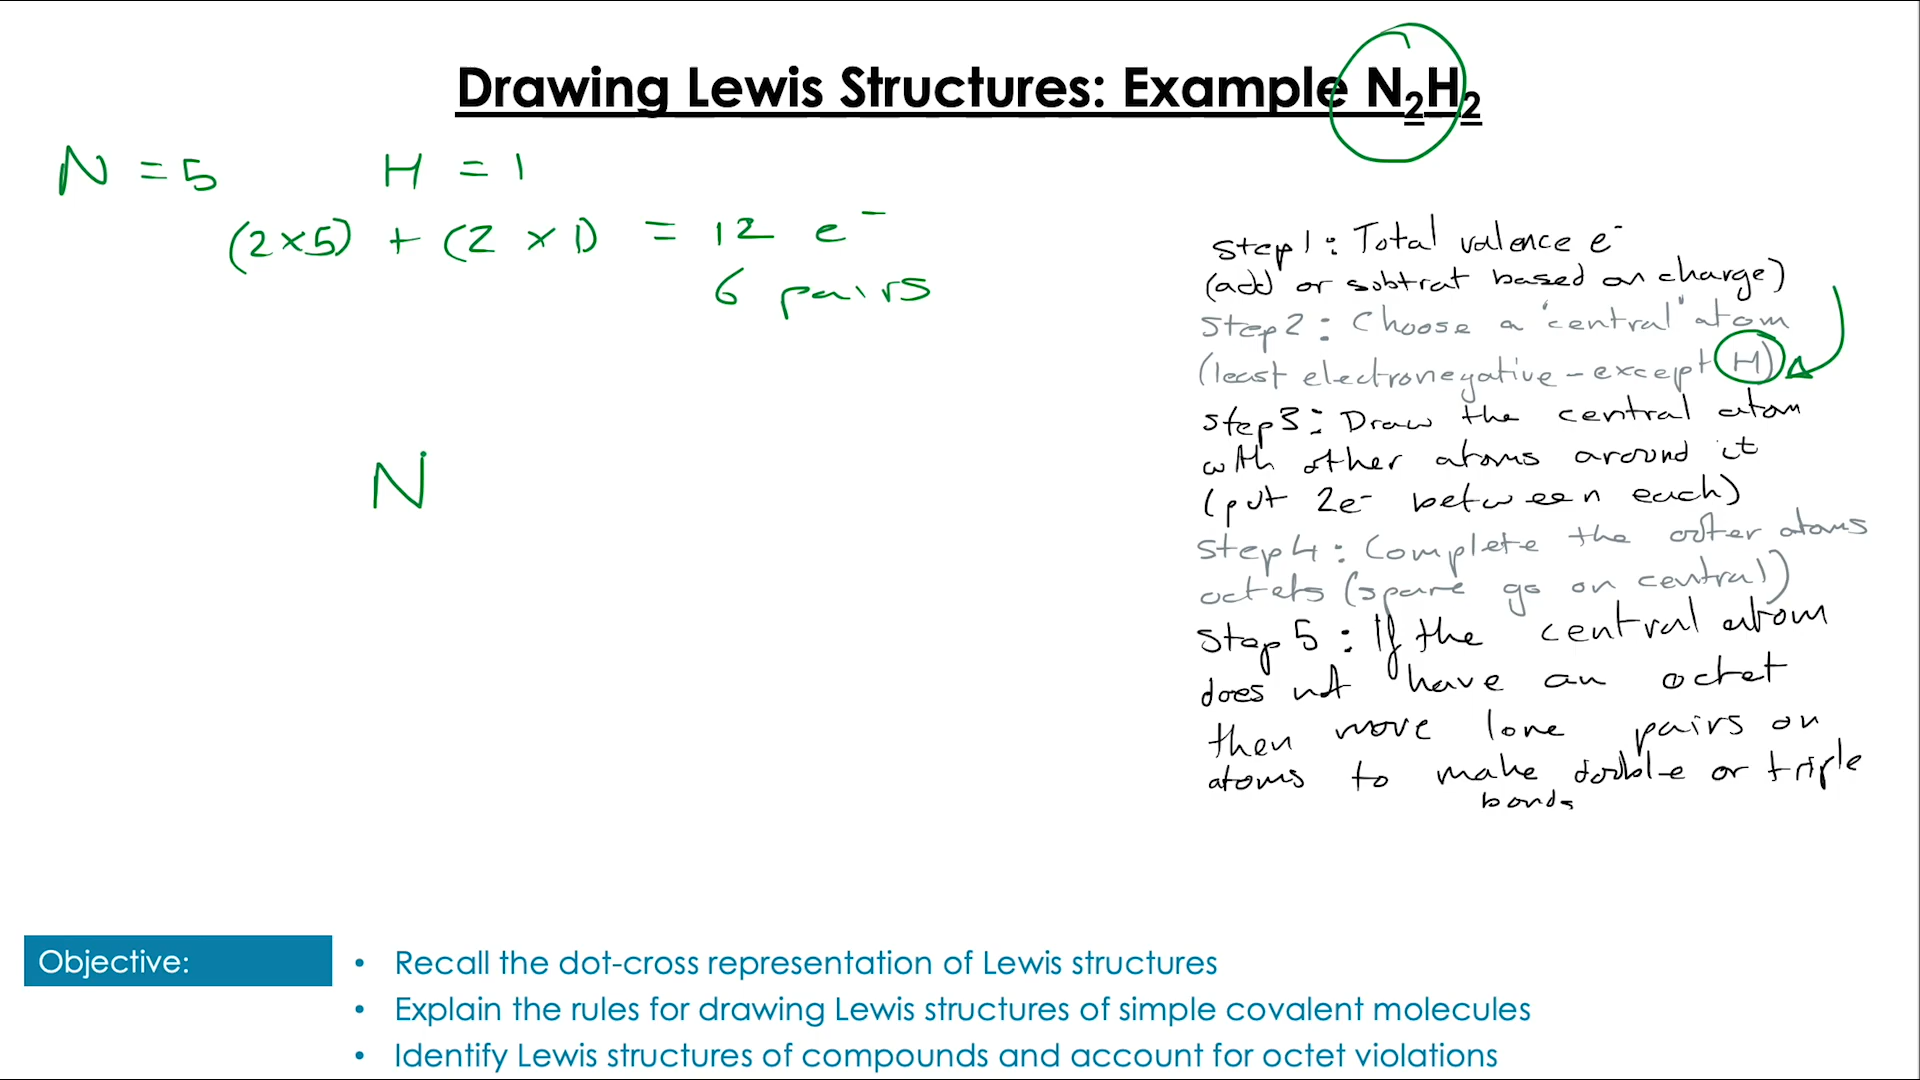 Drawing Lewis Structures: Example N₂H₂
N = 5 H = 1
(2×5) + (2 × 1) = 12 e⁻
6 pairs
N
Step 1: Total valence e⁻
(add or subtrat based on charge)
Step 2: Choose a "central" atom
(least electronegative - except H)
Step 3: Draw the central atom
with other atoms around it
(put 2e⁻ between each)
Step 4: Complete the outer atoms
octets (spare go on central)
Step 5: If the central atom
does not have an octet
then move lone pairs on
atoms to make double or triple
bonds
Objective:
• Recall the dot-cross representation of Lewis structures
• Explain the rules for drawing Lewis structures of simple covalent molecules
• Identify Lewis structures of compounds and account for octet violations